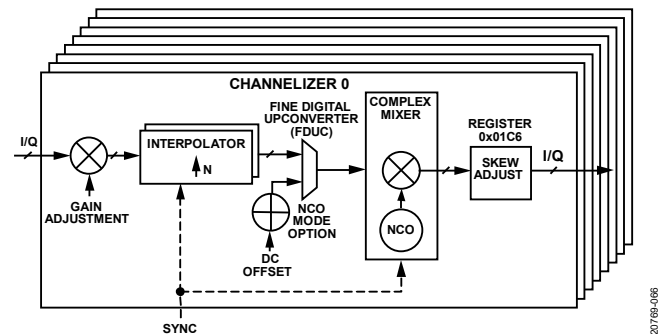 CHANNELIZER 0
I/Q
GAIN
ADJUSTMENT
INTERPOLATOR
N
FINE DIGITAL
UPCONVERTER
(FDUC)
NCO
MODE
OPTION
DC
OFFSET
COMPLEX
MIXER
NCO
REGISTER
0x01C6
SKEW
ADJUST
I/Q
SYNC
20769-066